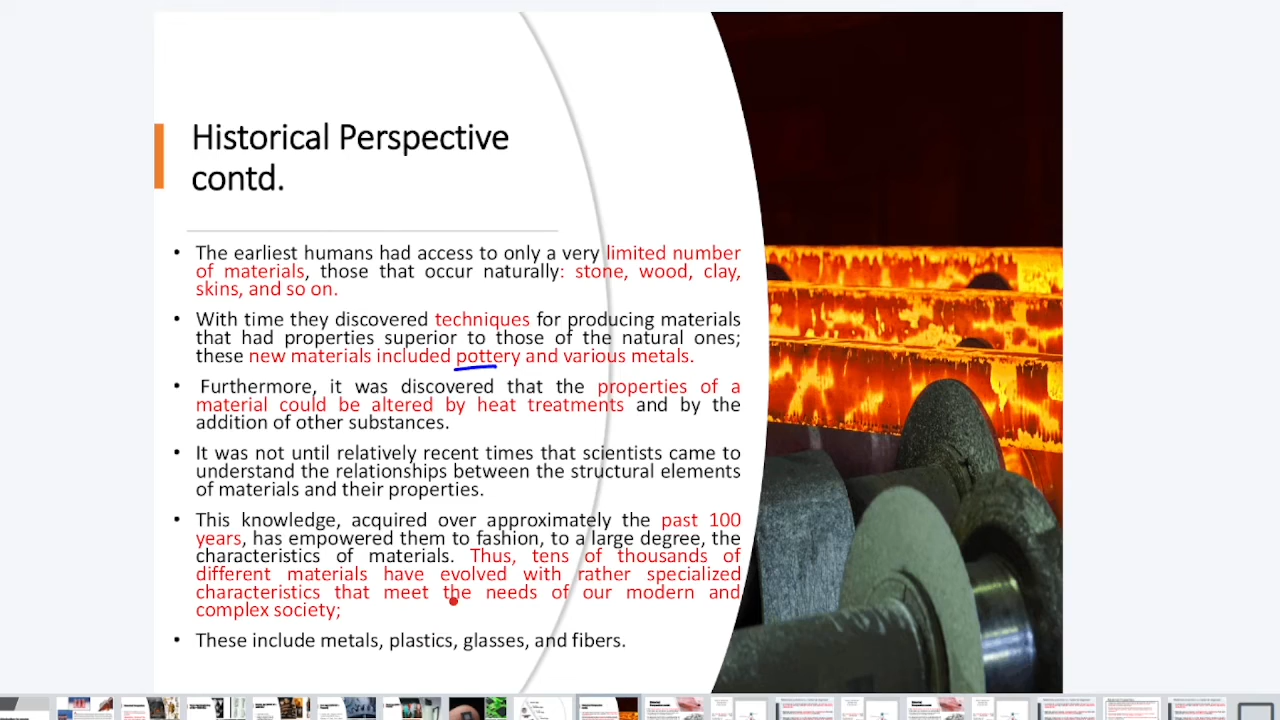 Historical Perspective
contd.
• The earliest humans had access to only a very limited number
of materials, those that occur naturally: stone, wood, clay,
skins, and so on.
• With time they discovered techniques for producing materials
that had properties superior to those of the natural ones;
these new materials included pottery and various metals.
• Furthermore, it was discovered that the properties of a
material could be altered by heat treatments and by the
addition of other substances.
• It was not until relatively recent times that scientists came to
understand the relationships between the structural elements
of materials and their properties.
• This knowledge, acquired over approximately the past 100
years, has empowered them to fashion, to a large degree, the
characteristics of materials. Thus, tens of thousands of
different materials have evolved with rather specialized
characteristics that meet the needs of our modern and
complex society;
• These include metals, plastics, glasses, and fibers.